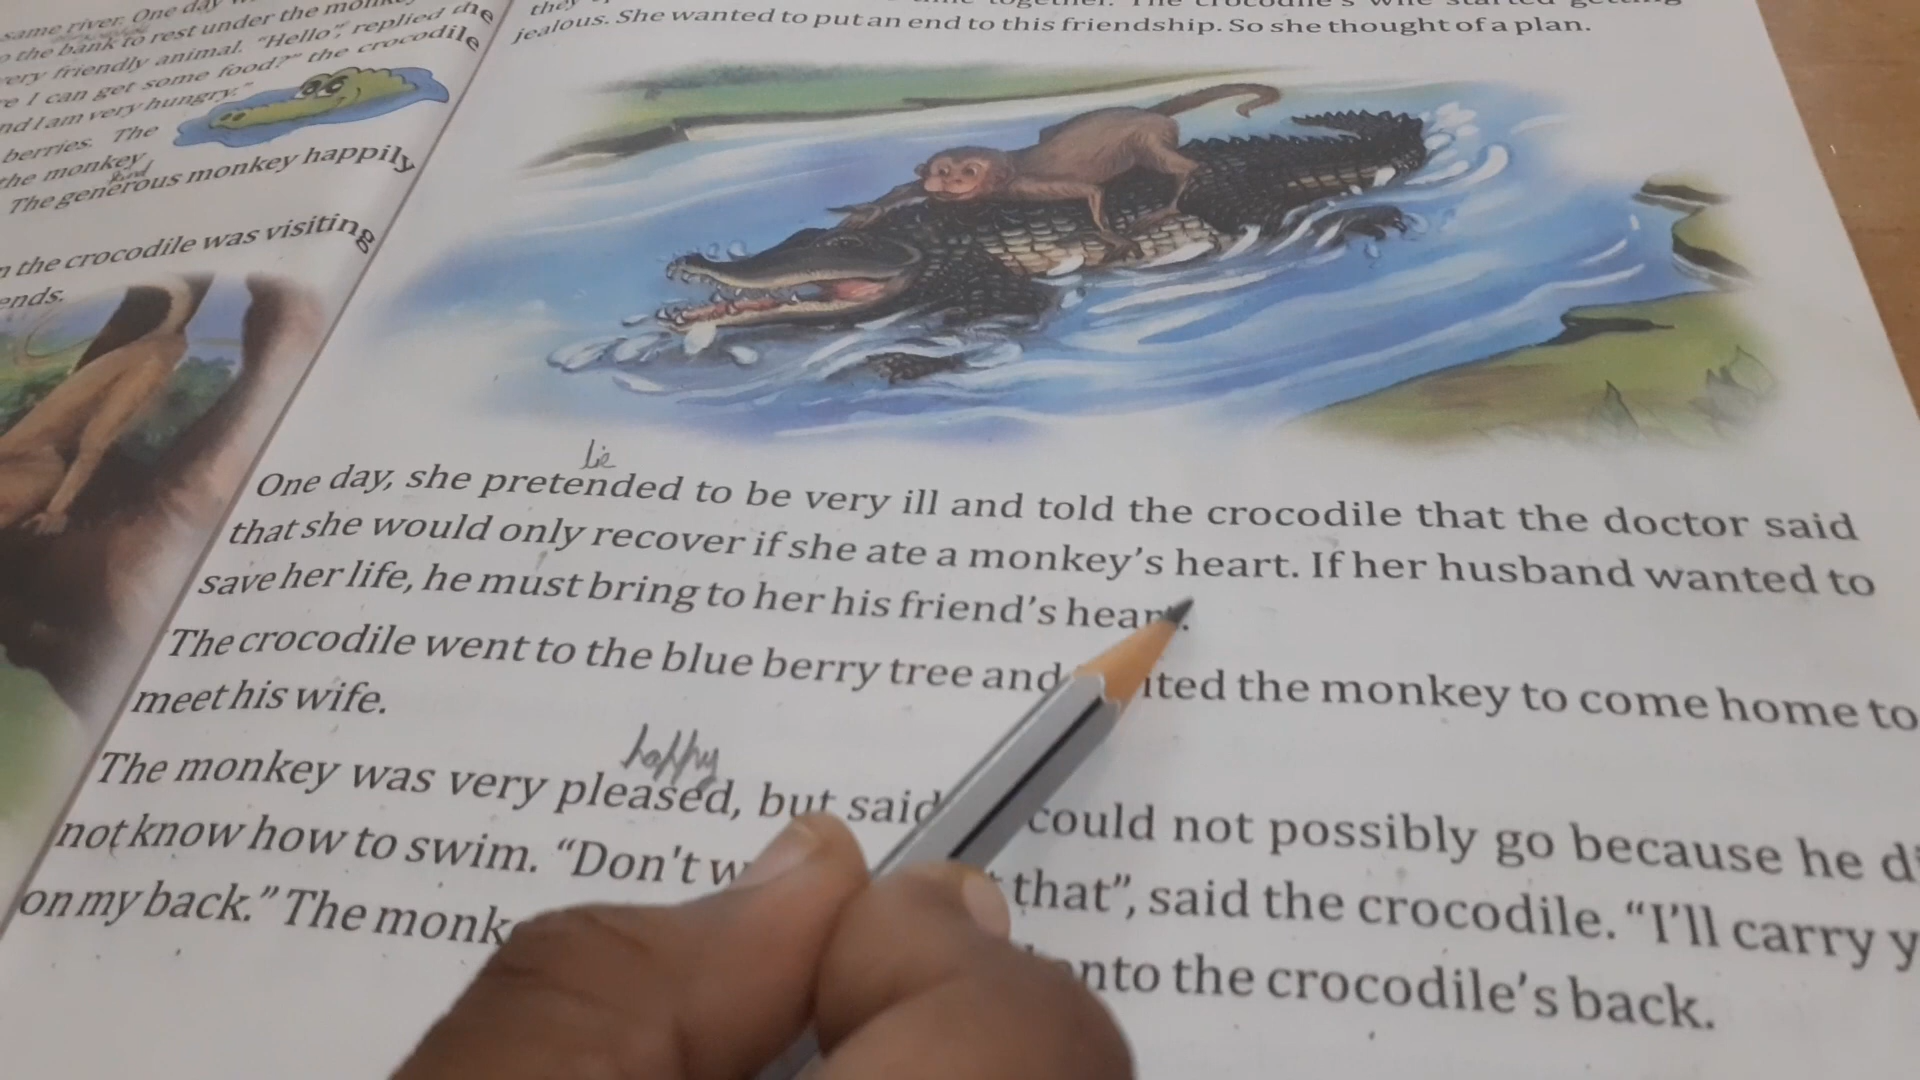 same river. One day
o the bank to rest under the
very friendly animal. "Hello", replied the
e I can get some food?" the crocodile
nd I am very hungry."
berries. The
the monkey
kind
The generous monkey happily
n the crocodile was visiting
ends.
they
jealous. She wanted to put an end to this friendship. So she thought of a plan.
lie
One day, she pretended to be very ill and told the crocodile that the doctor said
that she would only recover if she ate a monkey's heart. If her husband wanted to
save her life, he must bring to her his friend's heart.
The crocodile went to the blue berry tree and ited the monkey to come home to
meet his wife.
happy
The monkey was very pleased, but said could not possibly go because he di
not know how to swim. "Don't w that", said the crocodile. "I'll carry y
on my back." The monk onto the crocodile's back.